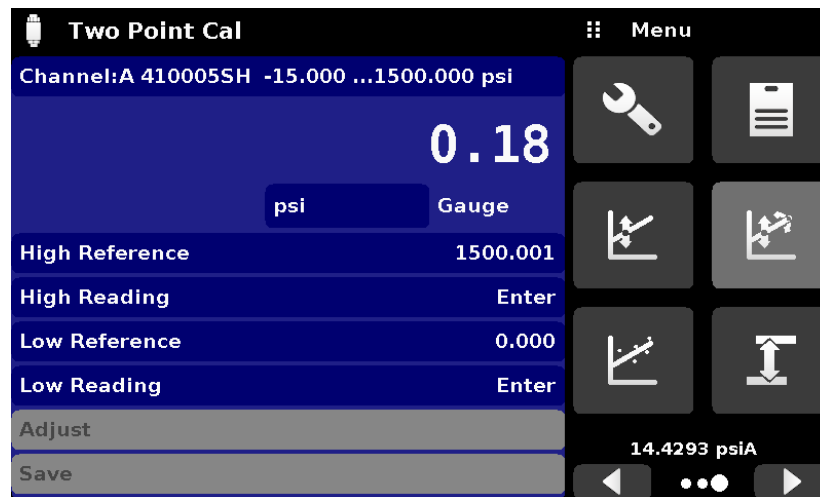 Two Point Cal
Menu
Channel:A 410005SH -15.000 ...1500.000 psi
0.18
psi Gauge
High Reference 1500.001
High Reading Enter
Low Reference 0.000
Low Reading Enter
Adjust
Save
14.4293 psiA